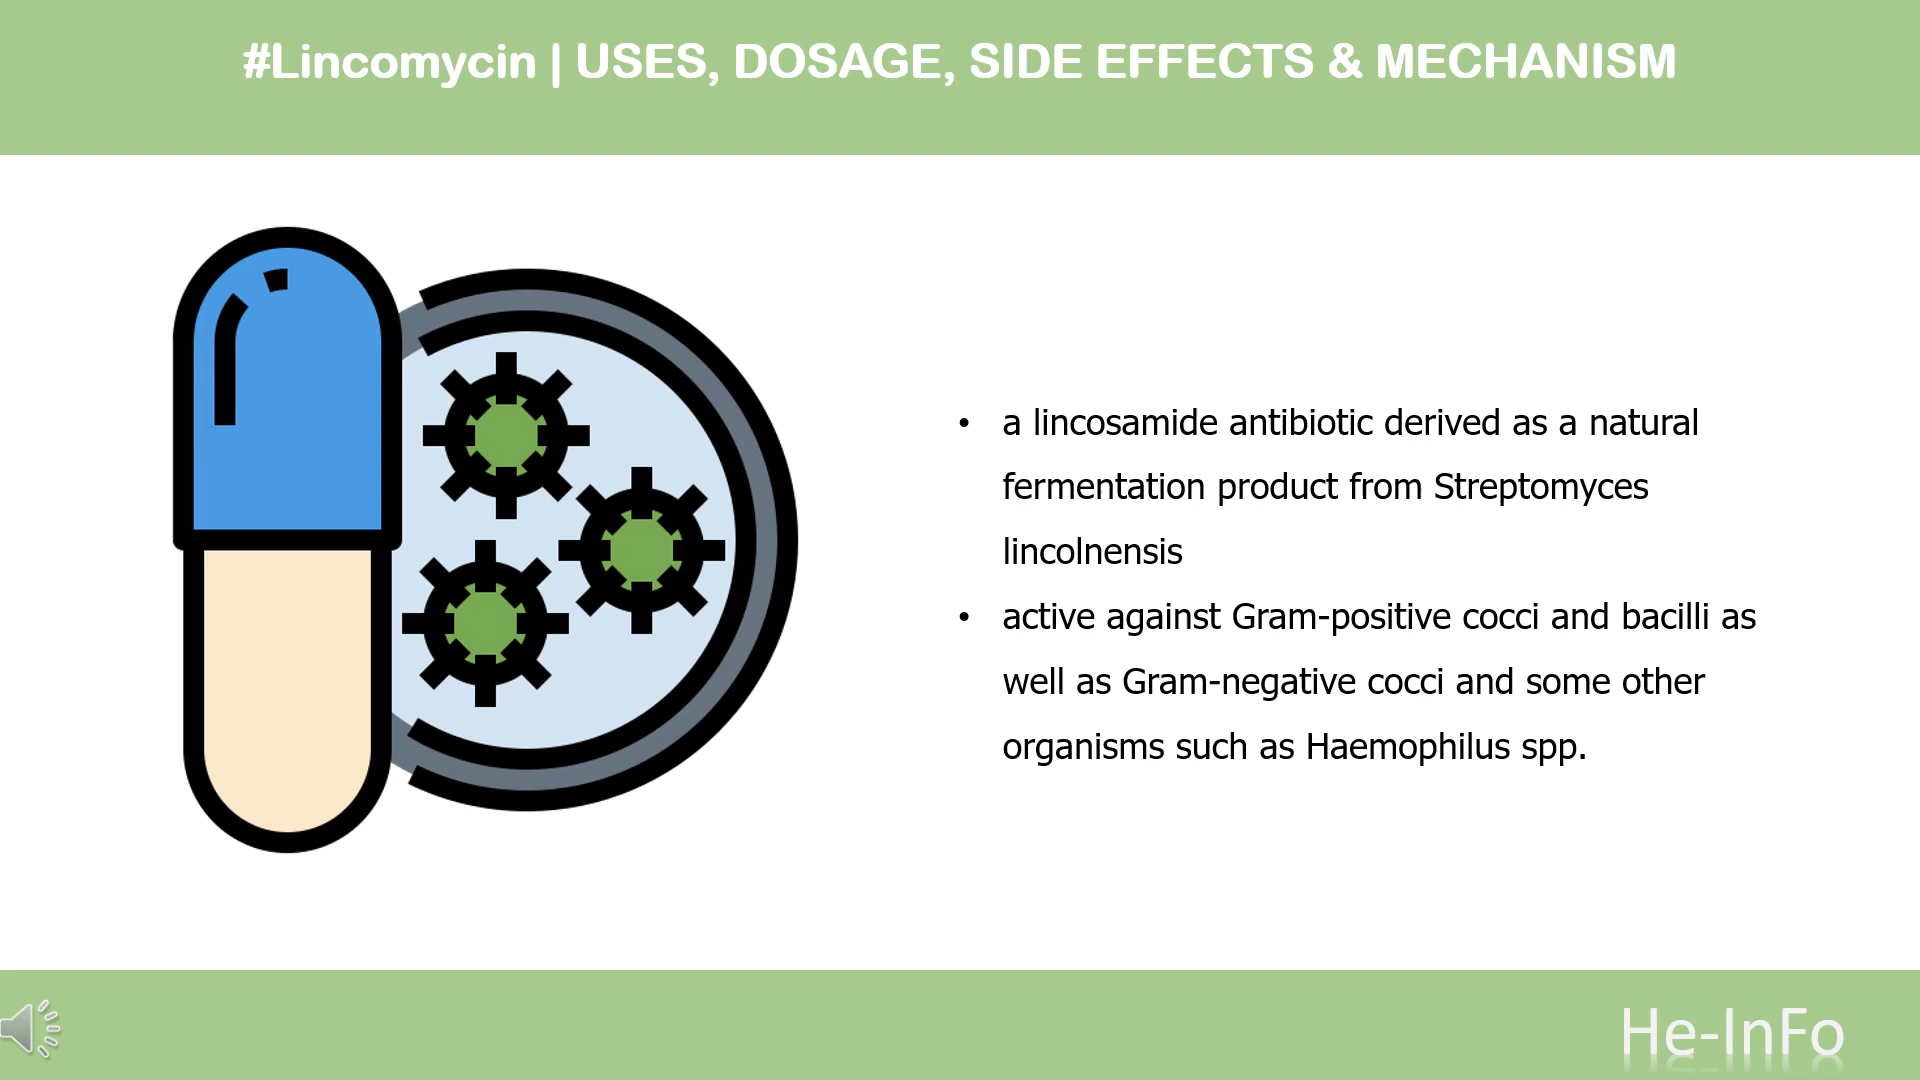 #Lincomycin | USES, DOSAGE, SIDE EFFECTS & MECHANISM
• a lincosamide antibiotic derived as a natural
fermentation product from Streptomyces
lincolnensis
• active against Gram-positive cocci and bacilli as
well as Gram-negative cocci and some other
organisms such as Haemophilus spp.
He-InFo